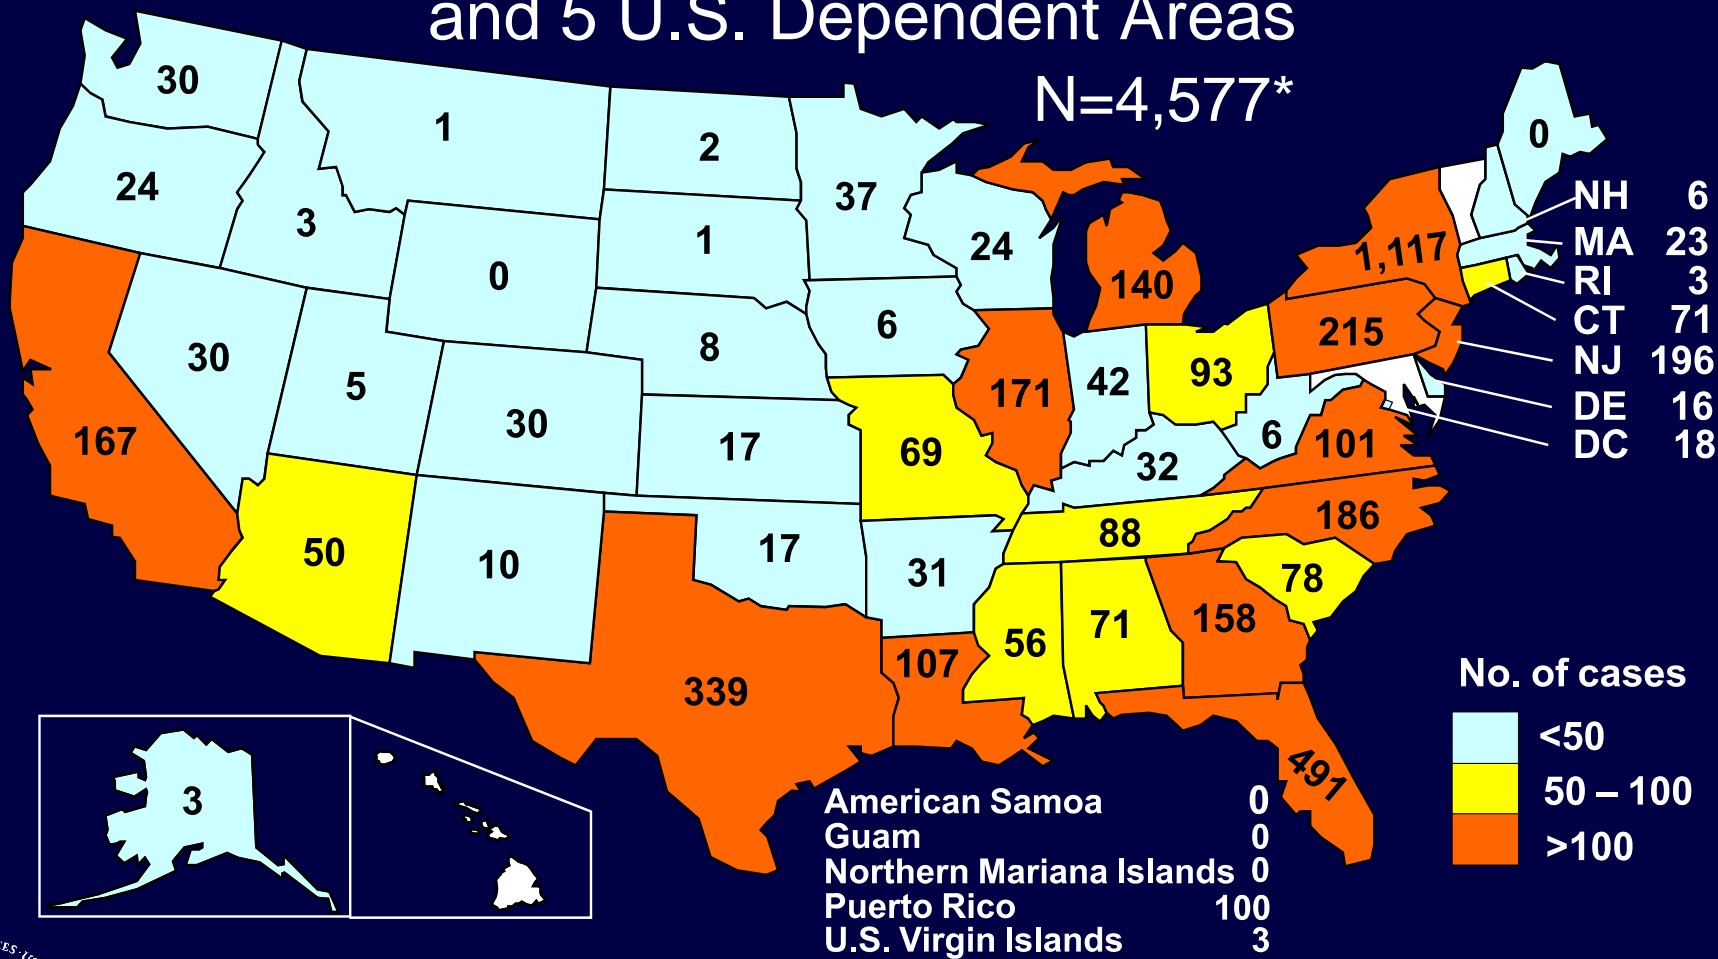 and 5 U.S. Dependent Areas
N=4,577*
30
1
2
0
24
37
NH 6
3
1
24
1,117
MA 23
0
140
RI 3
6
CT 71
30
8
215
NJ 196
5
42
93
171
DE 16
30
167
17
69
6
101
DC 18
32
186
88
50
10
17
31
78
158
56
71
107
339
491
3
No. of cases
<50
50 – 100
>100
American Samoa 0
Guam 0
Northern Mariana Islands 0
Puerto Rico 100
U.S. Virgin Islands 3